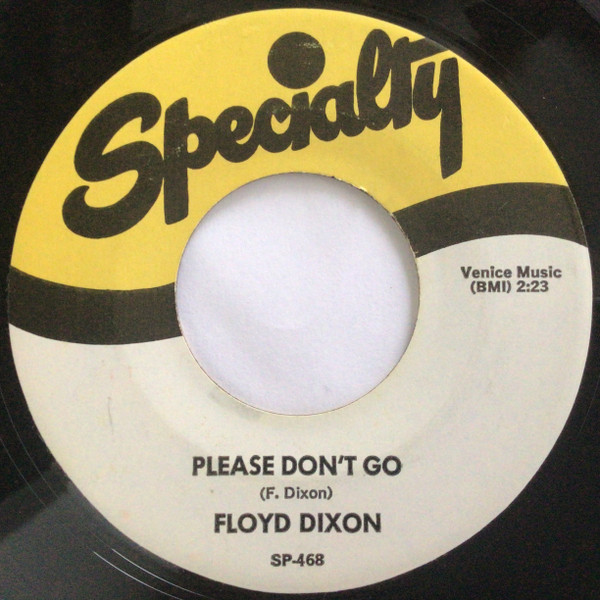 Specialty
Venice Music
(BMI) 2:23
PLEASE DON'T GO
(F. Dixon)
FLOYD DIXON
SP-468